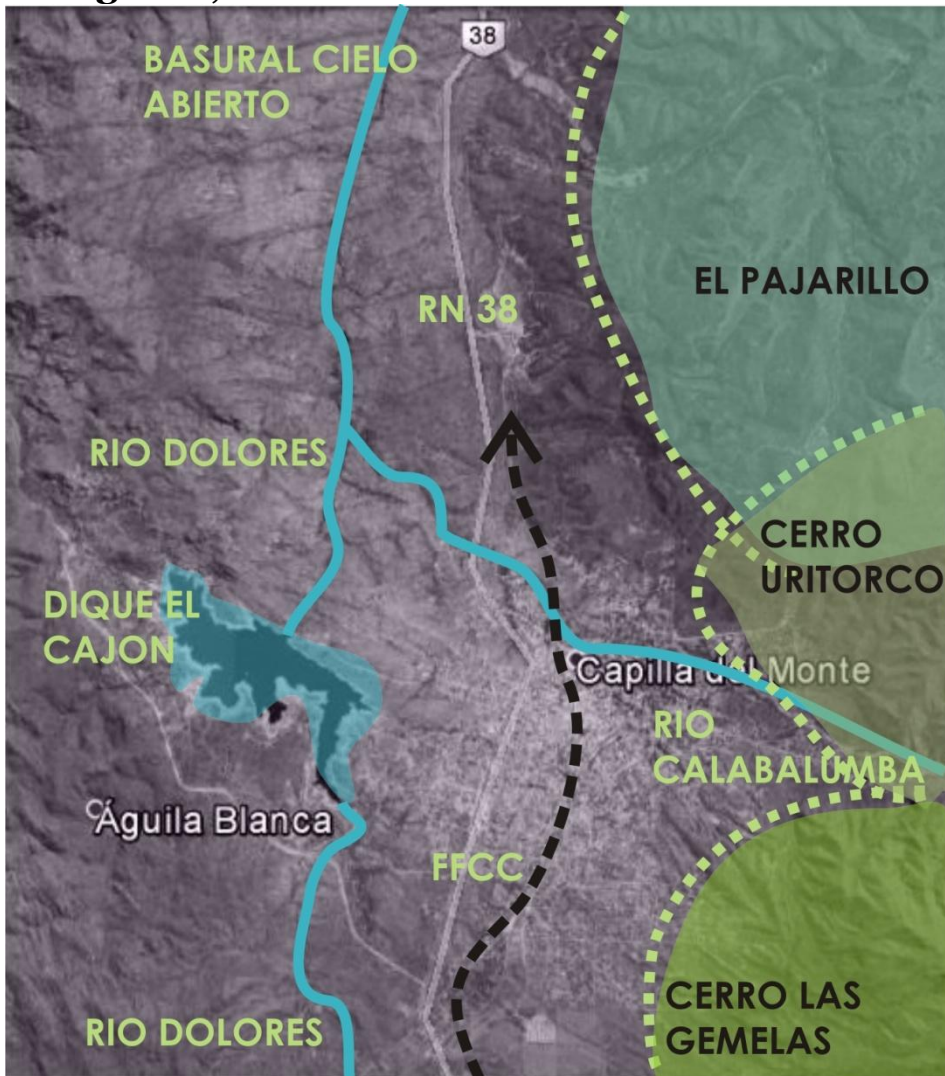 38
BASURAL CIELO
ABIERTO
EL PAJARILLO
RN 38
RIO DOLORES
CERRO
URITORCO
DIQUE EL
CAJON
Capilla del Monte
RIO
CALABALUMBA
Águila Blanca
FFCC
CERRO LAS
GEMELAS
RIO DOLORES